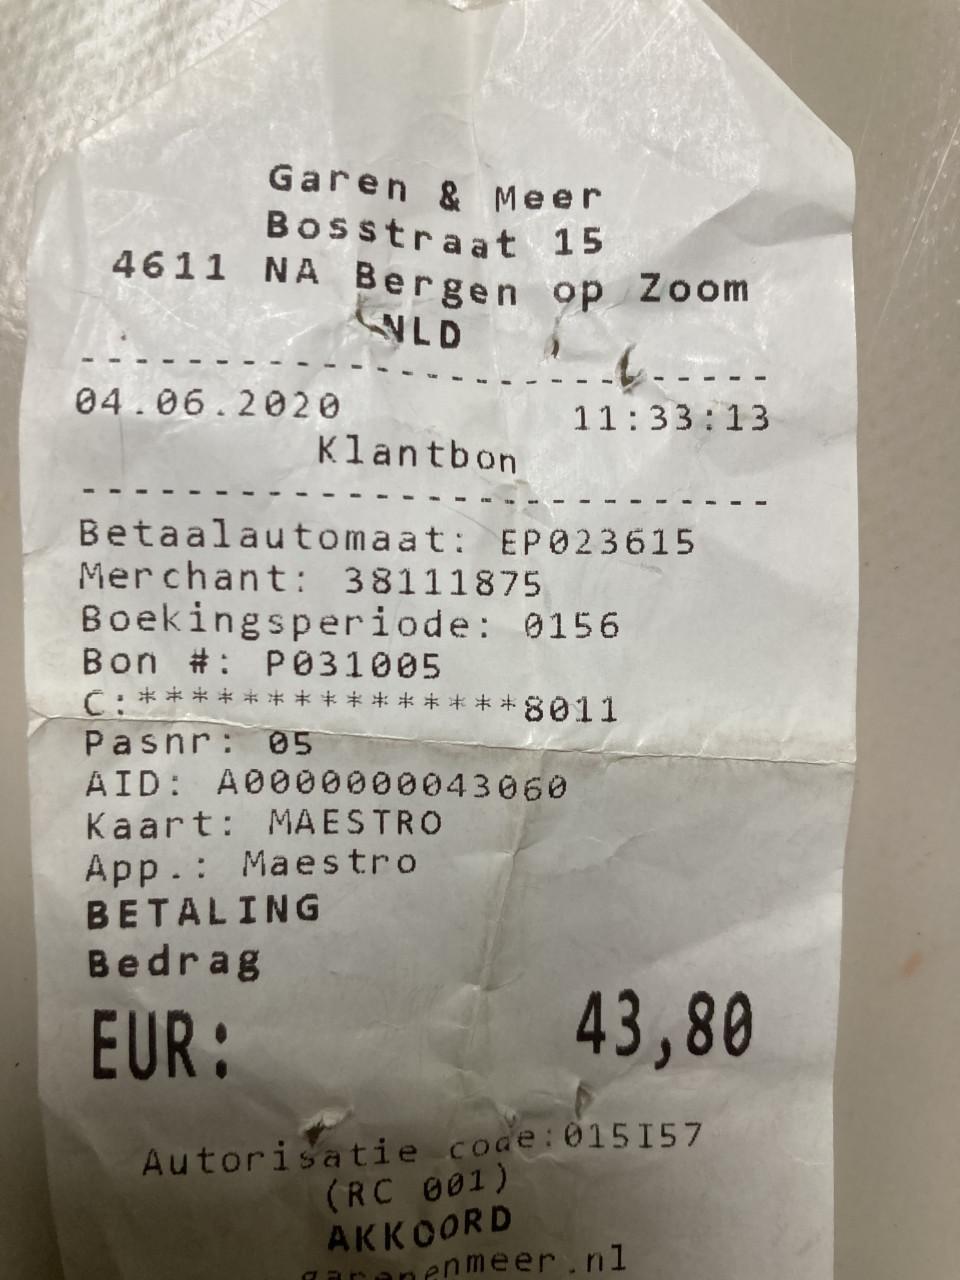 Garen & Meer
Bosstraat 15
4611 NA Bergen op Zoom
NLD
----------------------------
04.06.2020 11:33:13
Klantbon
----------------------------
Betaalautomaat: EP023615
Merchant: 38111875
Boekingsperiode: 0156
Bon #: P031005
C:***************8011
Pasnr: 05
AID: A0000000043060
Kaart: MAESTRO
App.: Maestro
BETALING
Bedrag
EUR: 43,80
Autorisatie code:015I57
(RC 001)
AKKOORD
garenenmeer.nl